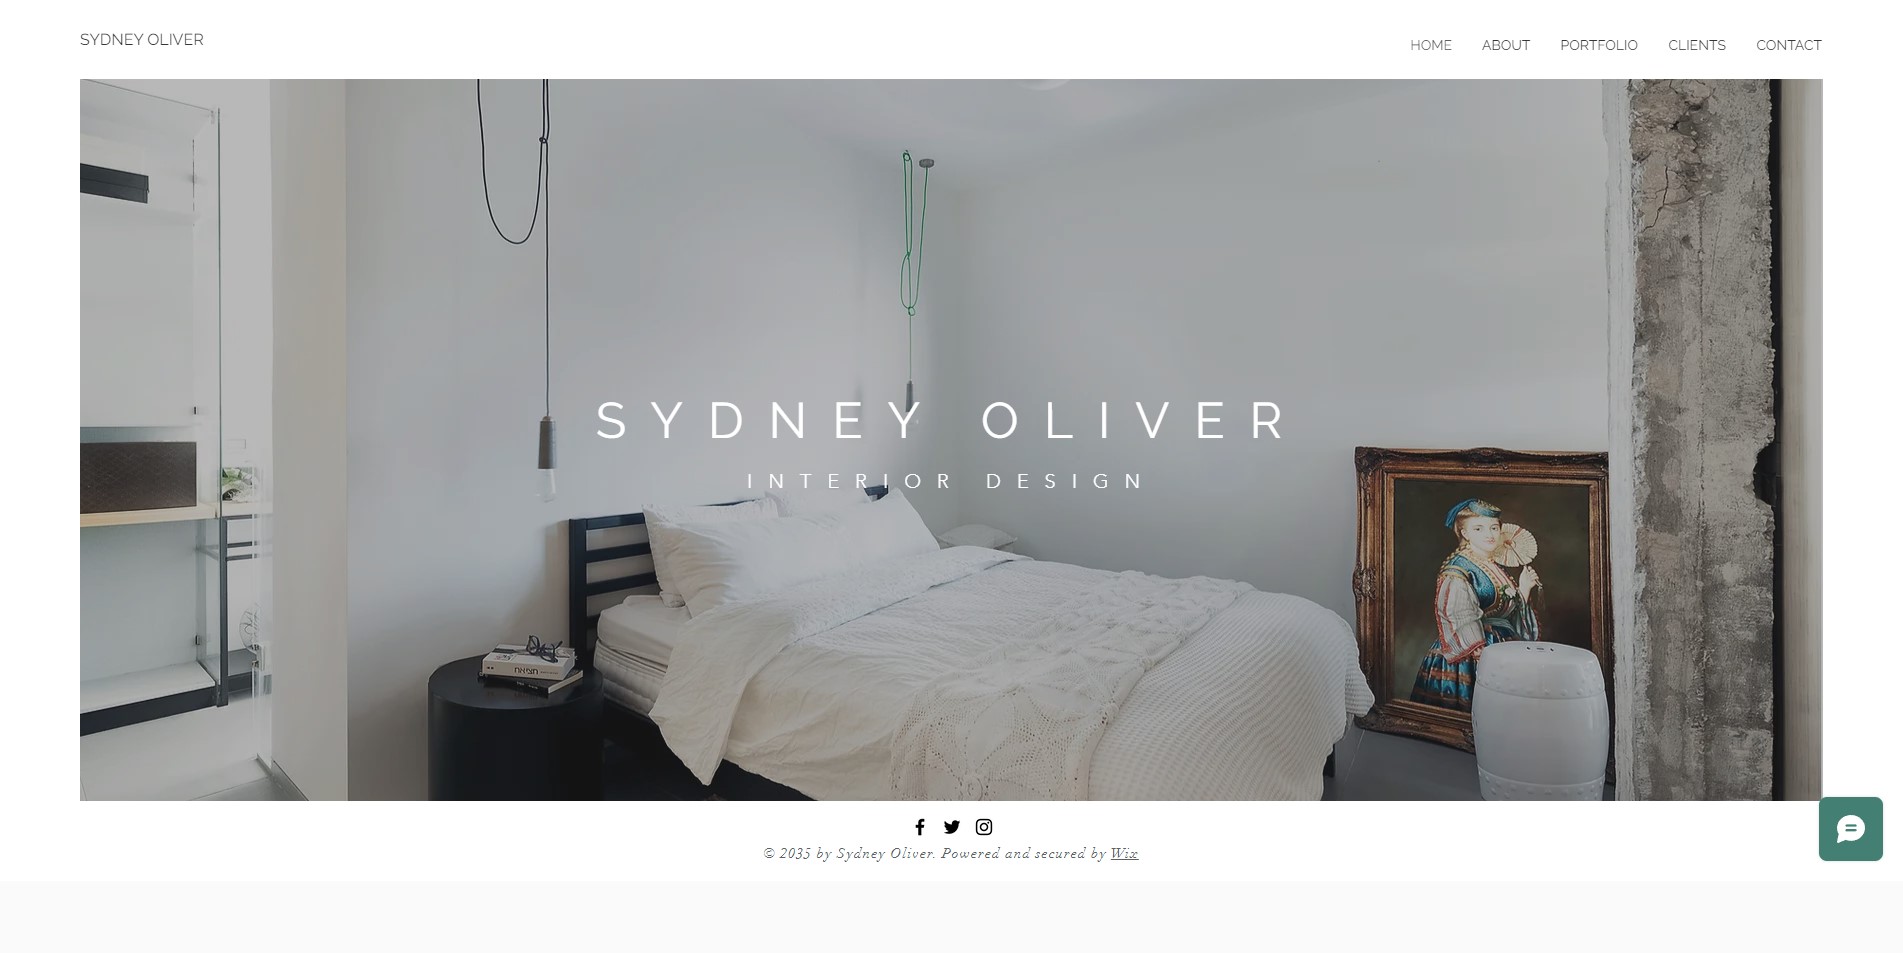 SYDNEY OLIVER
HOME ABOUT PORTFOLIO CLIENTS CONTACT
SYDNEY OLIVER
INTERIOR DESIGN
© 2035 by Sydney Oliver. Powered and secured by Wix